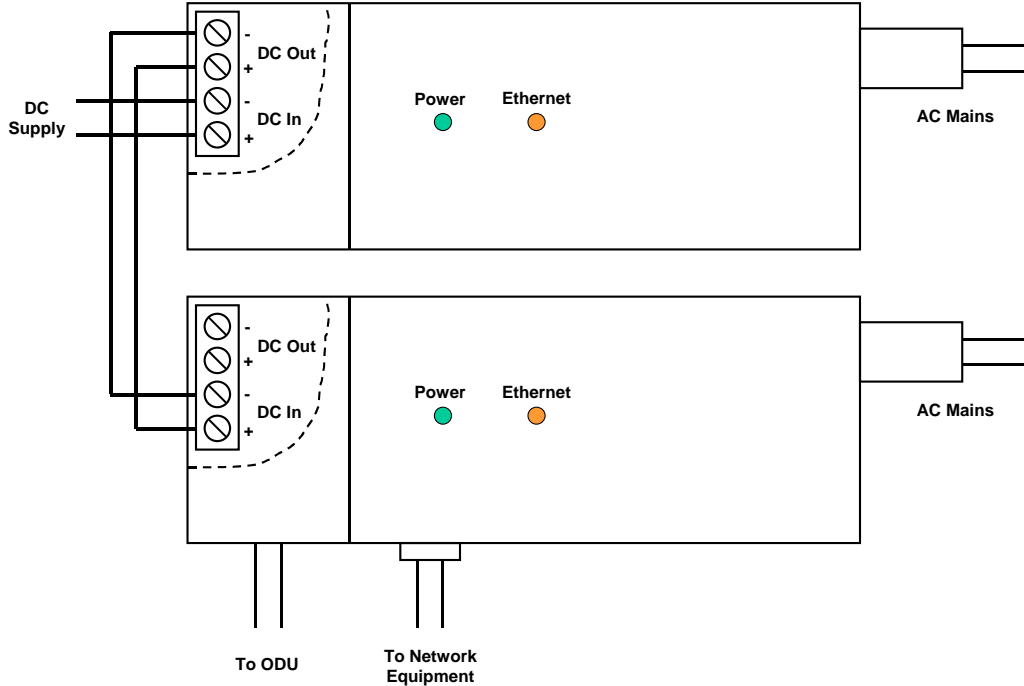 -
DC Out
+
DC
Supply
-
DC In
+
Power
Ethernet
AC Mains
-
DC Out
+
-
DC In
+
Power
Ethernet
AC Mains
To ODU
To Network
Equipment